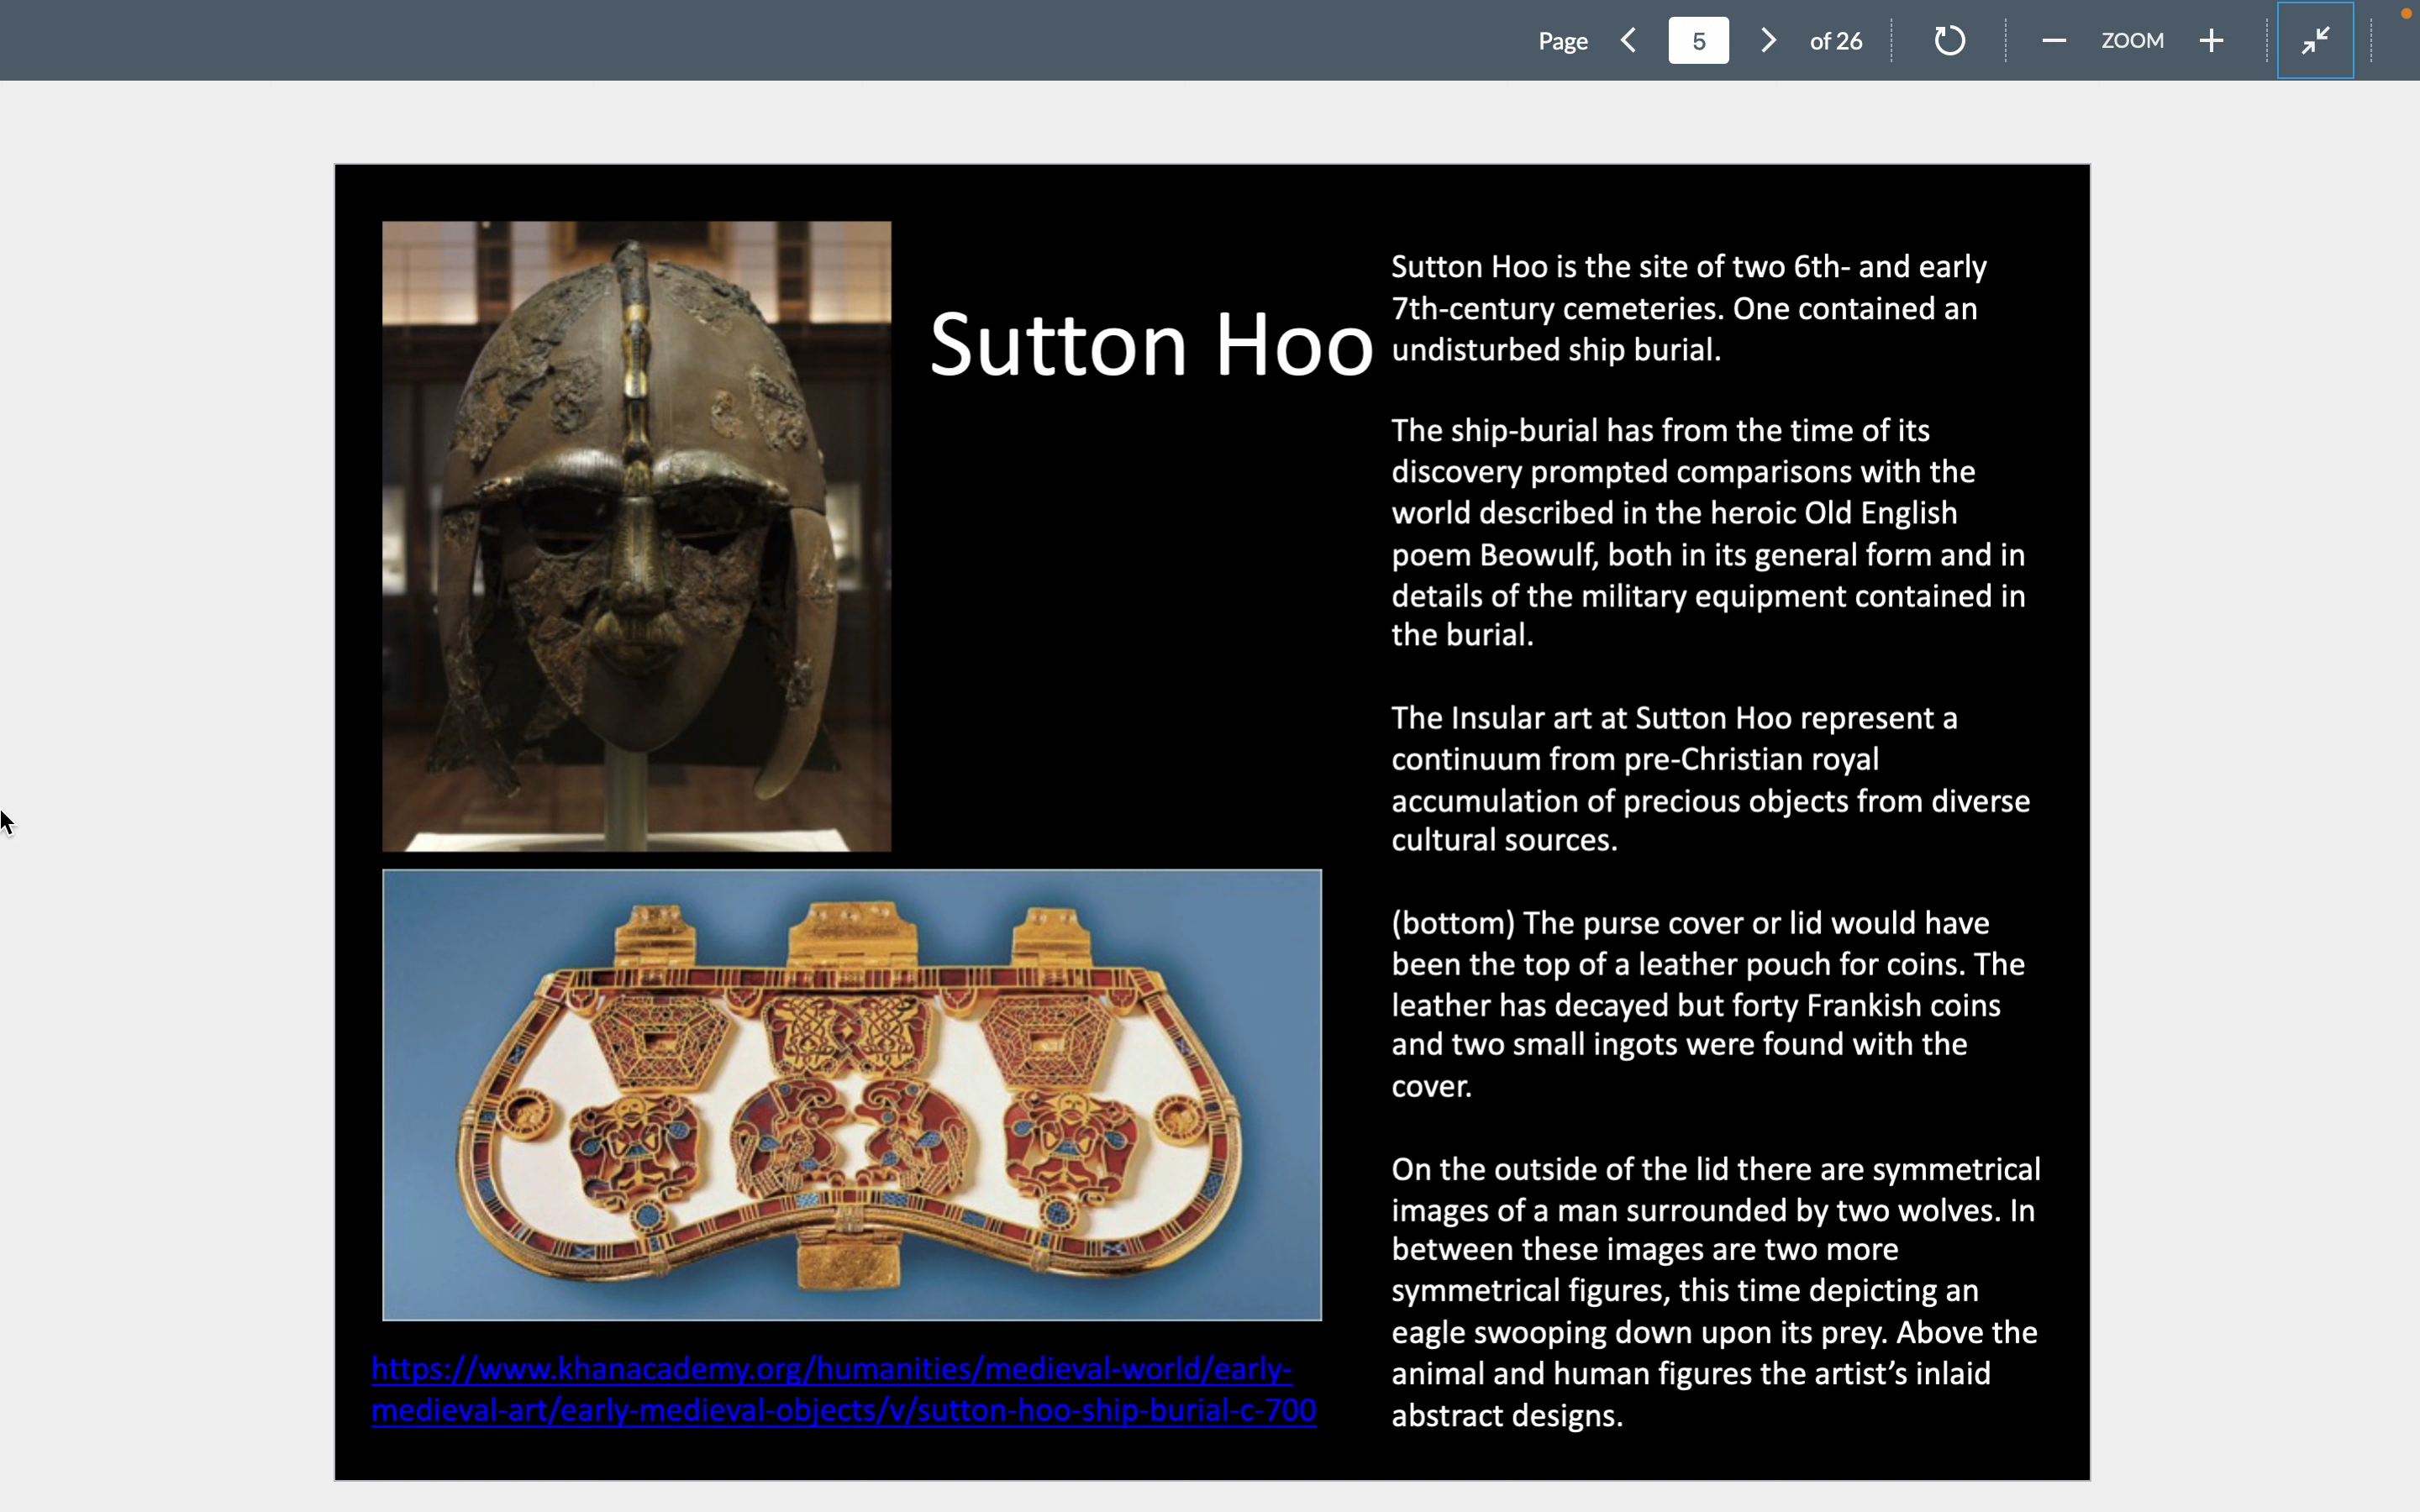 Page 5 of 26 ZOOM
Sutton Hoo
Sutton Hoo is the site of two 6th- and early
7th-century cemeteries. One contained an
undisturbed ship burial.
The ship-burial has from the time of its
discovery prompted comparisons with the
world described in the heroic Old English
poem Beowulf, both in its general form and in
details of the military equipment contained in
the burial.
The Insular art at Sutton Hoo represent a
continuum from pre-Christian royal
accumulation of precious objects from diverse
cultural sources.
(bottom) The purse cover or lid would have
been the top of a leather pouch for coins. The
leather has decayed but forty Frankish coins
and two small ingots were found with the
cover.
On the outside of the lid there are symmetrical
images of a man surrounded by two wolves. In
between these images are two more
symmetrical figures, this time depicting an
eagle swooping down upon its prey. Above the
animal and human figures the artist’s inlaid
abstract designs.
https://www.khanacademy.org/humanities/medieval-world/early-
medieval-art/early-medieval-objects/v/sutton-hoo-ship-burial-c-700